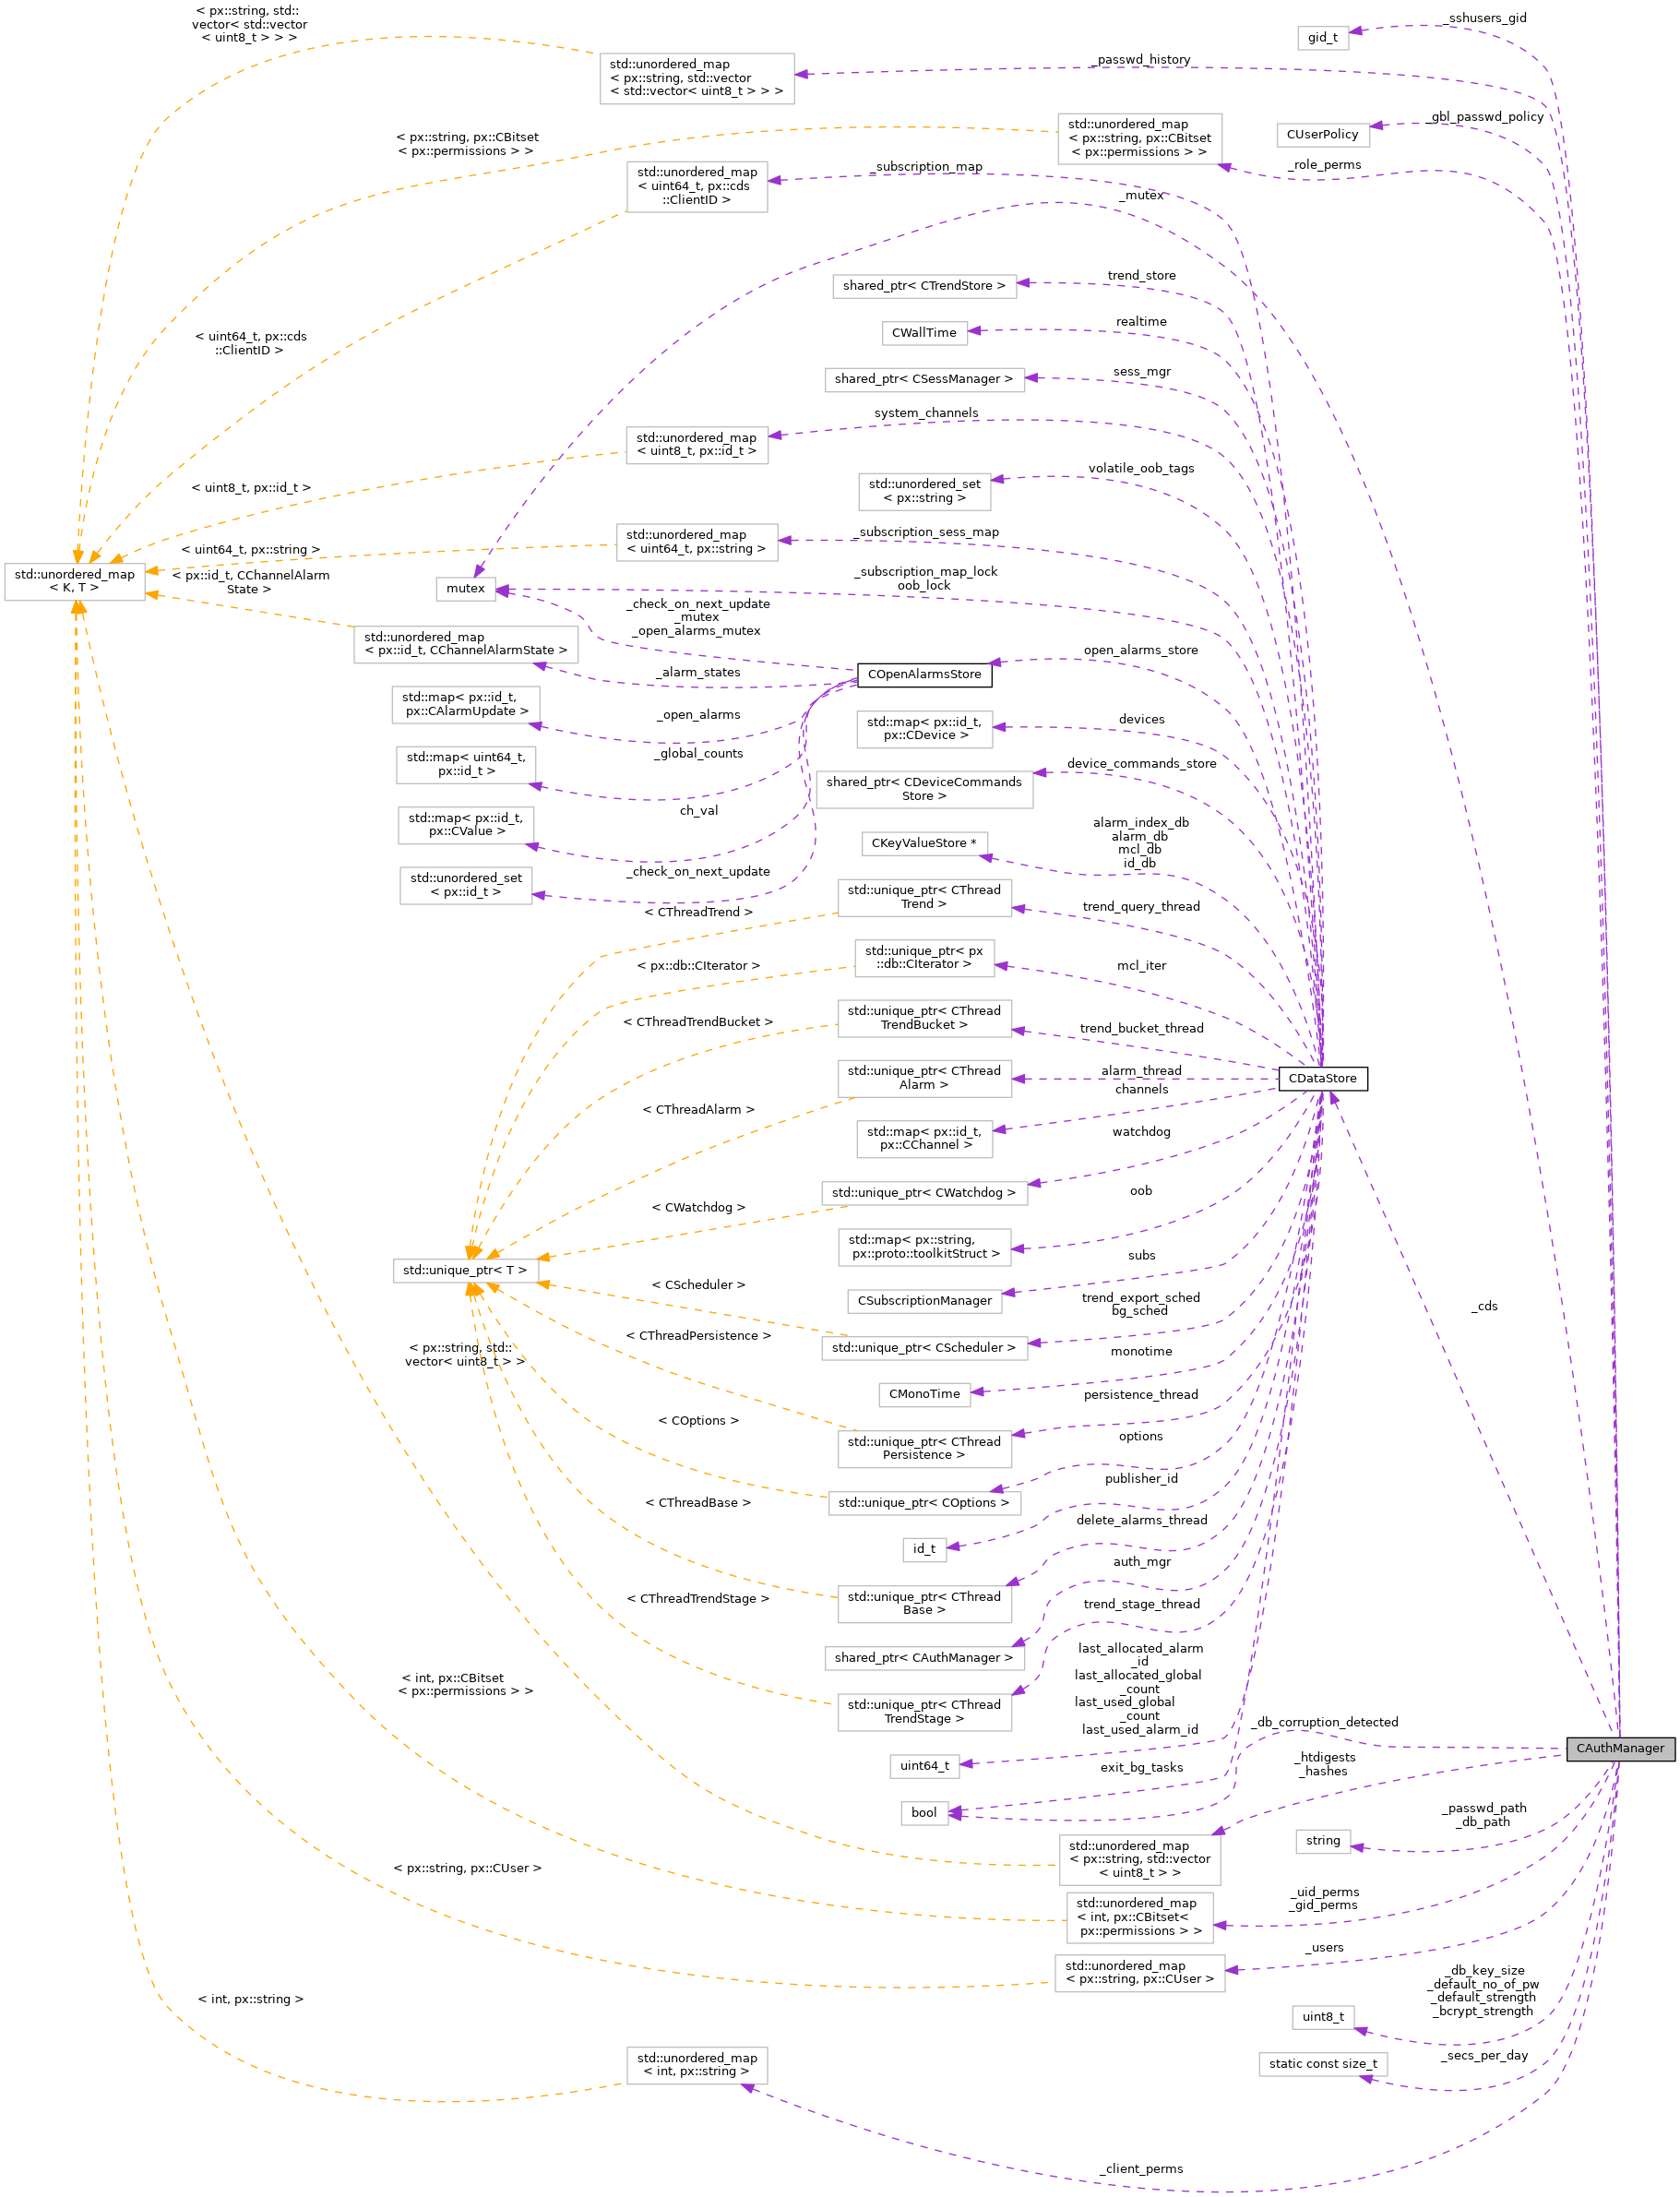 < px::string, std::
vector< std::vector
< uint8_t > > >
_sshusers_gid
gid_t
std::unordered_map
< px::string, std::vector
< std::vector< uint8_t > > >
_passwd_history
_gbl_passwd_policy
CUserPolicy
std::unordered_map
< px::string, px::CBitset
< px::permissions > >
< px::string, px::CBitset
< px::permissions > >
_role_perms
_subscription_map
std::unordered_map
< uint64_t, px::cds
::ClientID >
_mutex
trend_store
shared_ptr< CTrendStore >
realtime
CWallTime
< uint64_t, px::cds
::ClientID >
sess_mgr
shared_ptr< CSessManager >
system_channels
std::unordered_map
< uint8_t, px::id_t >
volatile_oob_tags
std::unordered_set
< px::string >
< uint8_t, px::id_t >
_subscription_sess_map
std::unordered_map
< uint64_t, px::string >
< uint64_t, px::string >
std::unordered_map
< K, T >
< px::id_t, CChannelAlarm
State >
mutex
_subscription_map_lock
oob_lock
_check_on_next_update
_mutex
_open_alarms_mutex
std::unordered_map
< px::id_t, CChannelAlarmState >
open_alarms_store
COpenAlarmsStore
_alarm_states
std::map< px::id_t,
px::CAlarmUpdate >
_open_alarms
std::map< px::id_t,
px::CDevice >
devices
_global_counts
std::map< uint64_t,
px::id_t >
device_commands_store
shared_ptr< CDeviceCommands
Store >
ch_val
std::map< px::id_t,
px::CValue >
alarm_index_db
alarm_db
mcl_db
id_db
CKeyValueStore *
_check_on_next_update
std::unordered_set
< px::id_t >
std::unique_ptr< CThread
Trend >
trend_query_thread
< CThreadTrend >
std::unique_ptr< px
::db::CIterator >
mcl_iter
< px::db::CIterator >
std::unique_ptr< CThread
TrendBucket >
trend_bucket_thread
< CThreadTrendBucket >
std::unique_ptr< CThread
Alarm >
alarm_thread
CDataStore
channels
< CThreadAlarm >
std::map< px::id_t,
px::CChannel >
watchdog
std::unique_ptr< CWatchdog >
oob
< CWatchdog >
std::map< px::string,
px::proto::toolkitStruct >
subs
std::unique_ptr< T >
< CScheduler >
CSubscriptionManager
trend_export_sched
bg_sched
_cds
< CThreadPersistence >
std::unique_ptr< CScheduler >
< px::string, std::
vector< uint8_t > >
monotime
CMonoTime
persistence_thread
< COptions >
std::unique_ptr< CThread
Persistence >
options
publisher_id
std::unique_ptr< COptions >
< CThreadBase >
delete_alarms_thread
id_t
auth_mgr
std::unique_ptr< CThread
Base >
< CThreadTrendStage >
trend_stage_thread
shared_ptr< CAuthManager >
last_allocated_alarm
_id
last_allocated_global
_count
last_used_global
_count
last_used_alarm_id
< int, px::CBitset
< px::permissions > >
std::unique_ptr< CThread
TrendStage >
_db_corruption_detected
CAuthManager
uint64_t
exit_bg_tasks
_htdigests
_hashes
bool
_passwd_path
_db_path
string
std::unordered_map
< px::string, std::vector
< uint8_t > >
< px::string, px::CUser >
_uid_perms
_gid_perms
std::unordered_map
< int, px::CBitset<
px::permissions > >
_users
std::unordered_map
< px::string, px::CUser >
_db_key_size
_default_no_of_pw
_default_strength
_bcrypt_strength
< int, px::string >
uint8_t
_secs_per_day
static const size_t
std::unordered_map
< int, px::string >
_client_perms